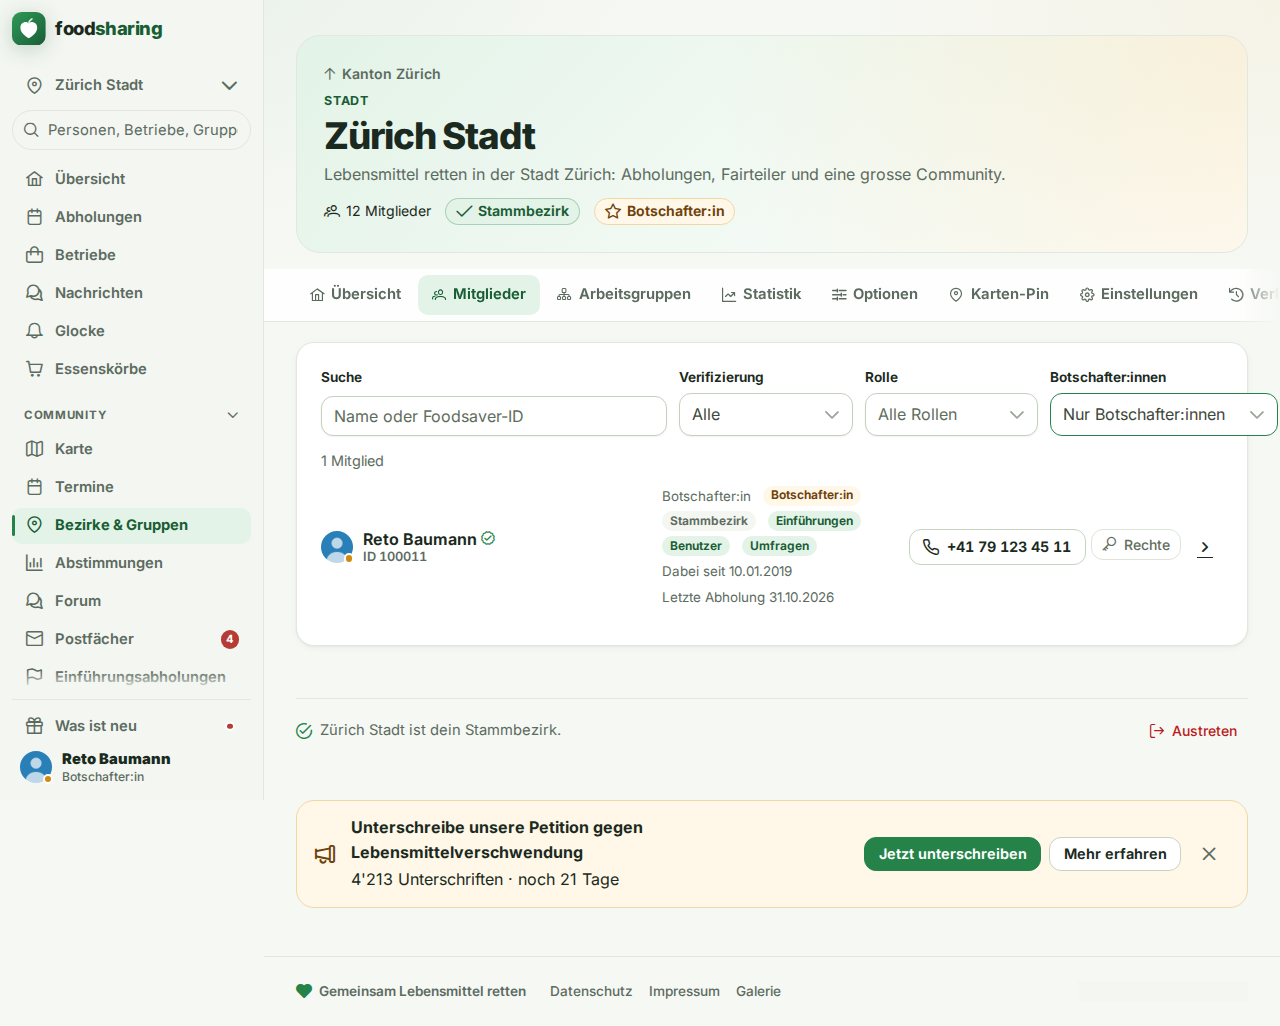 foodsharing
Zürich Stadt
Personen, Betriebe, Grupp
Übersicht
Abholungen
Betriebe
Nachrichten
Glocke
Essenskörbe
COMMUNITY
Karte
Termine
Bezirke & Gruppen
Abstimmungen
Forum
Postfächer 4
Einführungsabholungen
Was ist neu
Reto Baumann
Botschafter:in
Kanton Zürich
STADT
Zürich Stadt
Lebensmittel retten in der Stadt Zürich: Abholungen, Fairteiler und eine grosse Community.
12 Mitglieder Stammbezirk Botschafter:in
Übersicht Mitglieder Arbeitsgruppen Statistik Optionen Karten-Pin Einstellungen
Suche Verifizierung Rolle Botschafter:innen
Name oder Foodsaver-ID Alle Alle Rollen Nur Botschafter:innen
1 Mitglied
Reto Baumann
ID 100011
Botschafter:in Botschafter:in
Stammbezirk Einführungen
Benutzer Umfragen
Dabei seit 10.01.2019
Letzte Abholung 31.10.2026
+41 79 123 45 11 Rechte
Zürich Stadt ist dein Stammbezirk. Austreten
Unterschreibe unsere Petition gegen
Lebensmittelverschwendung
4'213 Unterschriften · noch 21 Tage
Jetzt unterschreiben Mehr erfahren
Gemeinsam Lebensmittel retten Datenschutz Impressum Galerie